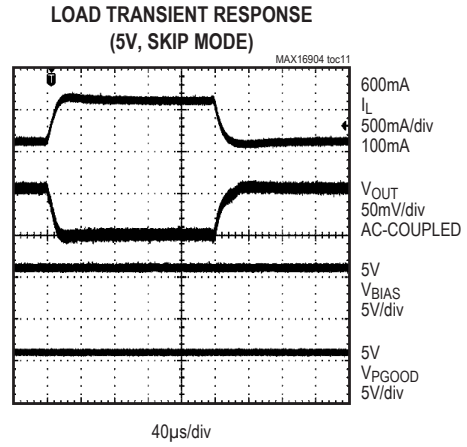 LOAD TRANSIENT RESPONSE
(5V, SKIP MODE)
MAX16904 toc11
T
600mA
IL
500mA/div
100mA
VOUT
50mV/div
AC-COUPLED
5V
VBIAS
5V/div
5V
VPGOOD
5V/div
40µs/div